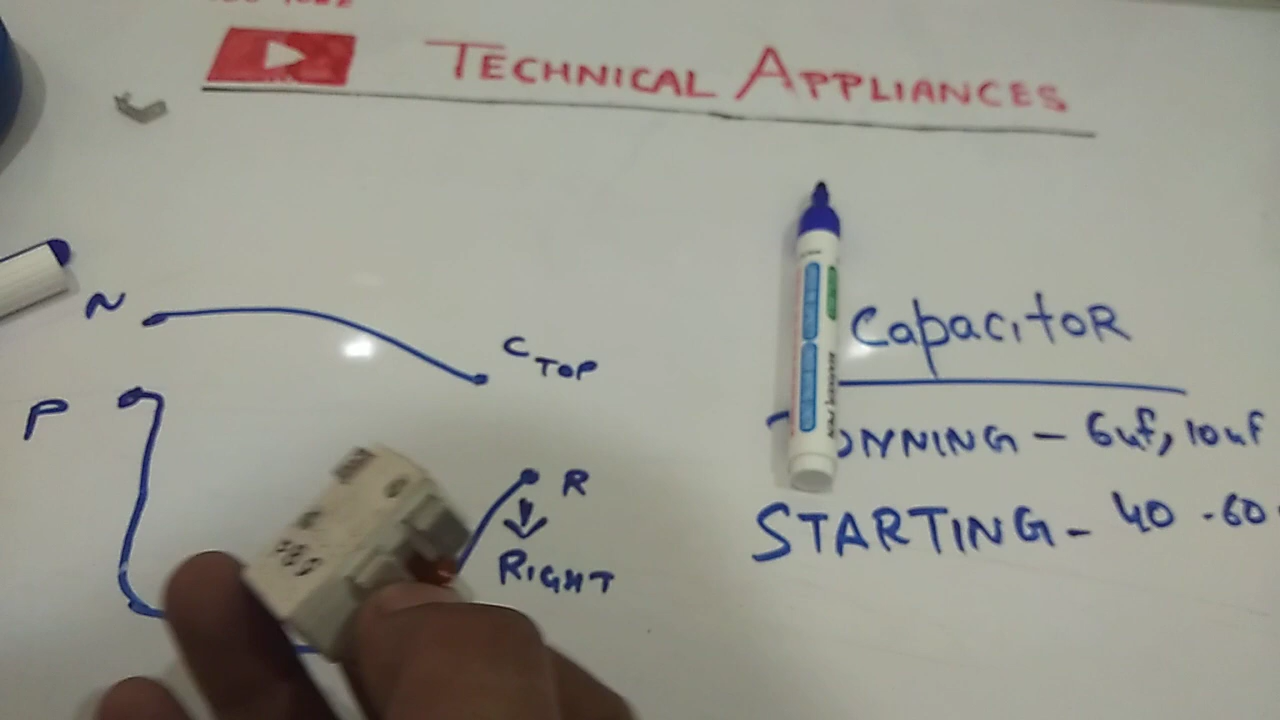 TECHNICAL APPLIANCES
N
C TOP
P
Capacitor
NNING - 6uf, 10uf
R
STARTING - 40 -60
RIGHT